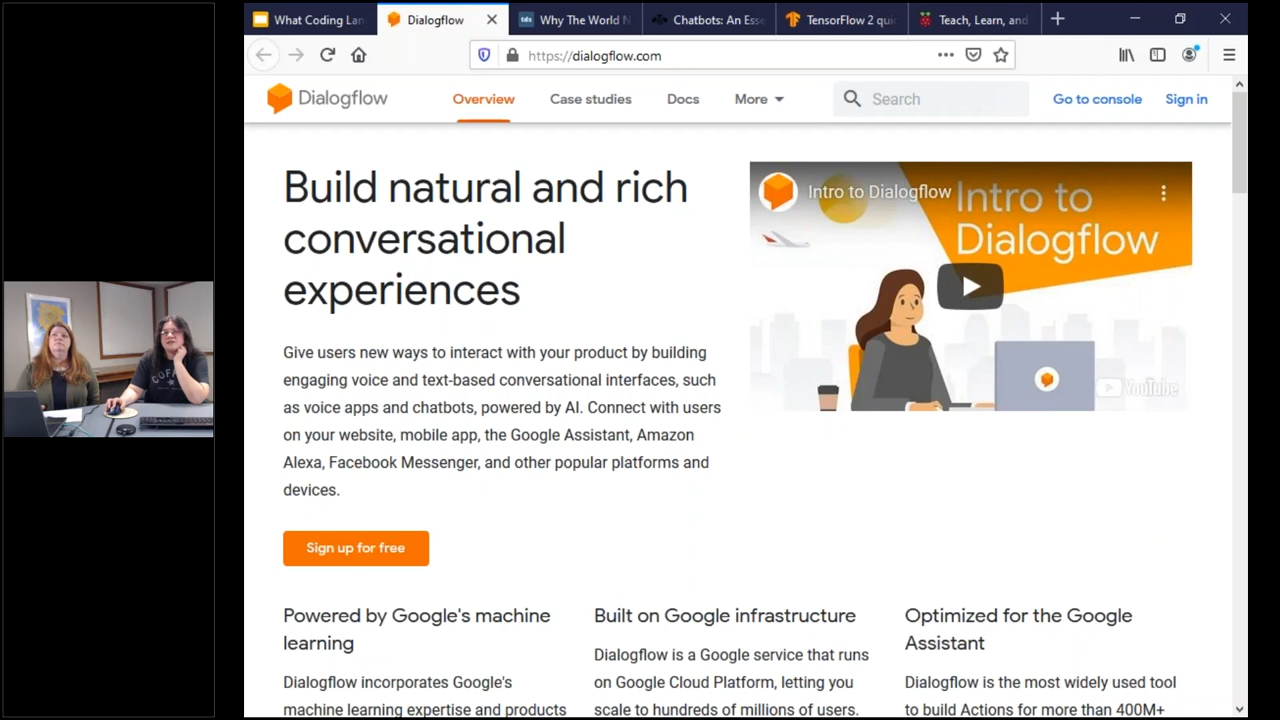 What Coding Lan
Dialogflow
tds
Why The World N
Chatbots: An Esse
TensorFlow 2 qui
Teach, Learn, and
https://dialogflow.com
Dialogflow
Overview
Case studies
Docs
More
Search
Go to console
Sign in
Build natural and rich
conversational
experiences
Give users new ways to interact with your product by building
engaging voice and text-based conversational interfaces, such
as voice apps and chatbots, powered by AI. Connect with users
on your website, mobile app, the Google Assistant, Amazon
Alexa, Facebook Messenger, and other popular platforms and
devices.
Sign up for free
Intro to Dialogflow
Intro to
Dialogflow
YouTube
Powered by Google's machine
learning
Dialogflow incorporates Google's
machine learning expertise and products
Built on Google infrastructure
Dialogflow is a Google service that runs
on Google Cloud Platform, letting you
scale to hundreds of millions of users.
Optimized for the Google
Assistant
Dialogflow is the most widely used tool
to build Actions for more than 400M+